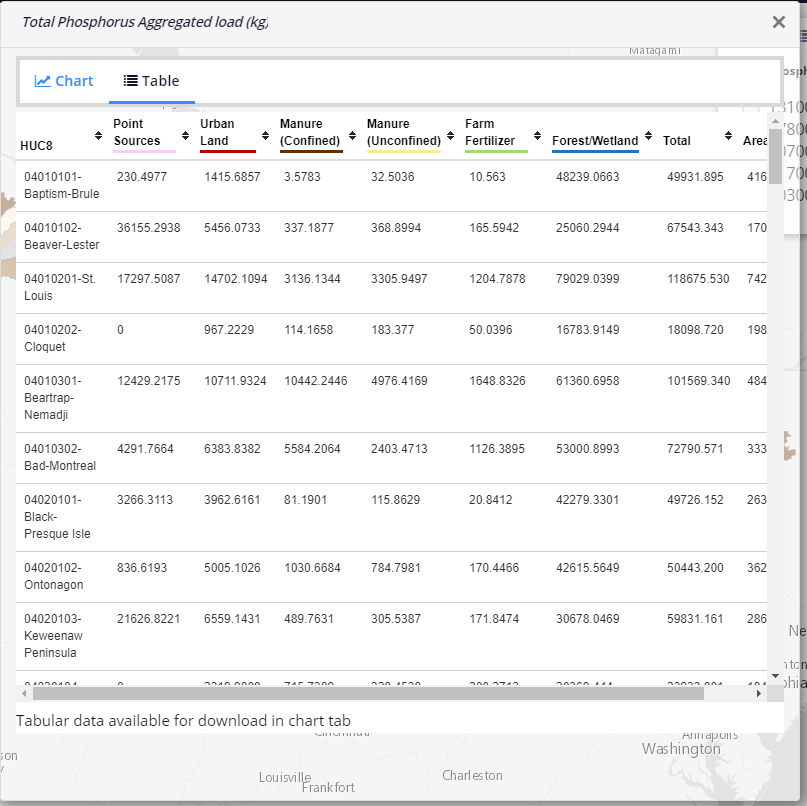 Total Phosphorus Aggregated load (kg)
Matagami
Chart
Table
HUC8 Point Sources Urban Land Manure (Confined) Manure (Unconfined) Farm Fertilizer Forest/Wetland Total Area
04010101-Baptism-Brule 230.4977 1415.6857 3.5783 32.5036 10.563 48239.0663 49931.895 416
04010102-Beaver-Lester 36155.2938 5456.0733 337.1877 368.8994 165.5942 25060.2944 67543.343 170
04010201-St. Louis 17297.5087 14702.1094 3136.1344 3305.9497 1204.7878 79029.0399 118675.530 742
04010202-Cloquet 0 967.2229 114.1658 183.377 50.0396 16783.9149 18098.720 198
04010301-Beartrap-Nemadji 12429.2175 10711.9324 10442.2446 4976.4169 1648.8326 61360.6958 101569.340 484
04010302-Bad-Montreal 4291.7664 6383.8382 5584.2064 2403.4713 1126.3895 53000.8993 72790.571 333
04020101-Black-Presque Isle 3266.3113 3962.6161 81.1901 115.8629 20.8412 42279.3301 49726.152 263
04020102-Ontonagon 836.6193 5005.1026 1030.6684 784.7981 170.4466 42615.5649 50443.200 362
04020103-Keweenaw Peninsula 21626.8221 6559.1431 489.7631 305.5387 171.8474 30678.0469 59831.161 286
Tabular data available for download in chart tab
Cincinnati
Annapolis
Washington
Louisville
Frankfort
Charleston